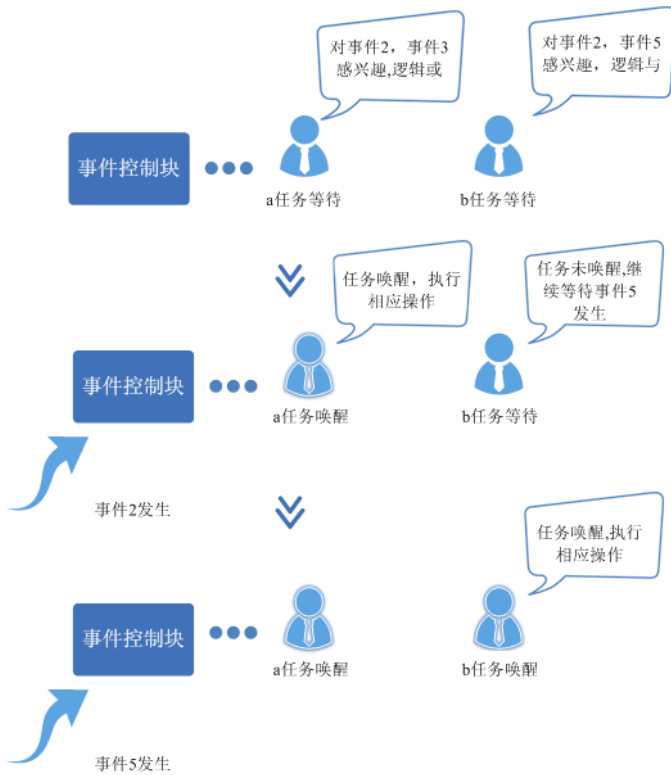 对事件2，事件3
感兴趣,逻辑或
对事件2，事件5
感兴趣，逻辑与
事件控制块
a任务等待
b任务等待
任务唤醒，执行
相应操作
任务未唤醒,继
续等待事件5
发生
事件控制块
a任务唤醒
b任务等待
事件2发生
任务唤醒,执行
相应操作
事件控制块
a任务唤醒
b任务唤醒
事件5发生